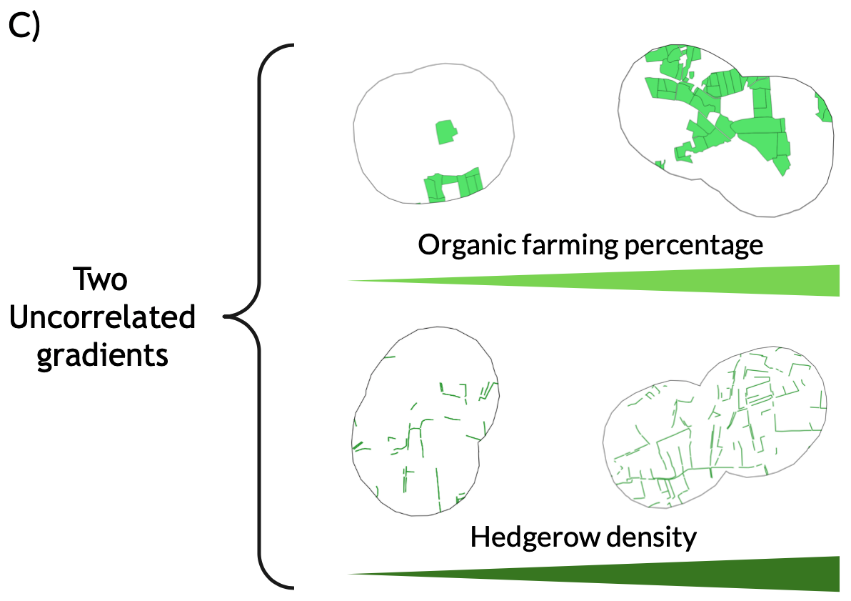 C)
Two
Uncorrelated
gradients
Organic farming percentage
Hedgerow density